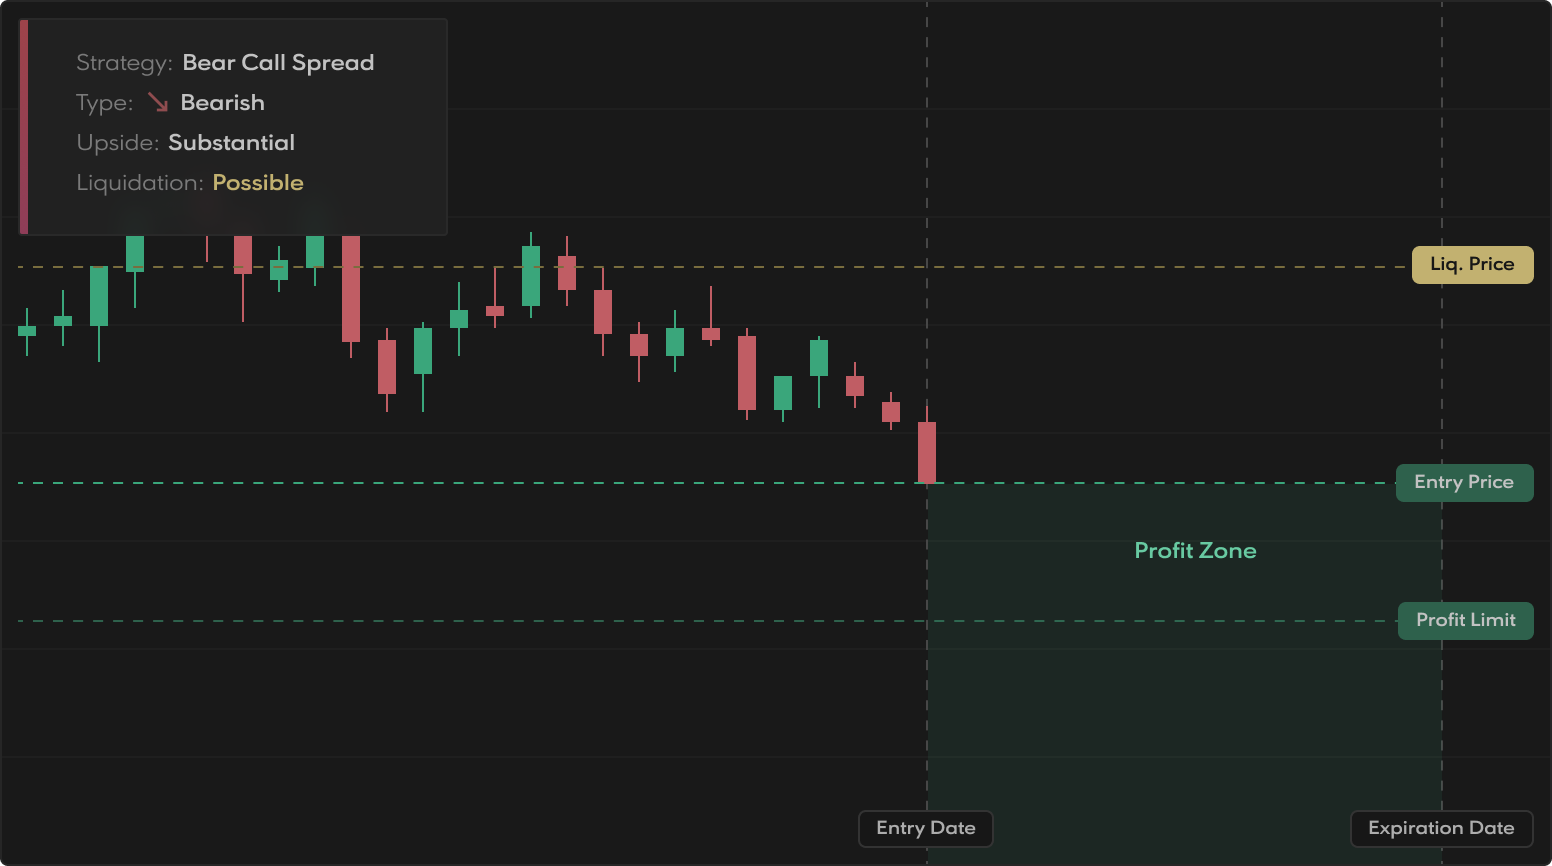 Strategy: Bear Call Spread
Type: Bearish
Upside: Substantial
Liquidation: Possible
Liq. Price
Entry Price
Profit Zone
Profit Limit
Entry Date
Expiration Date